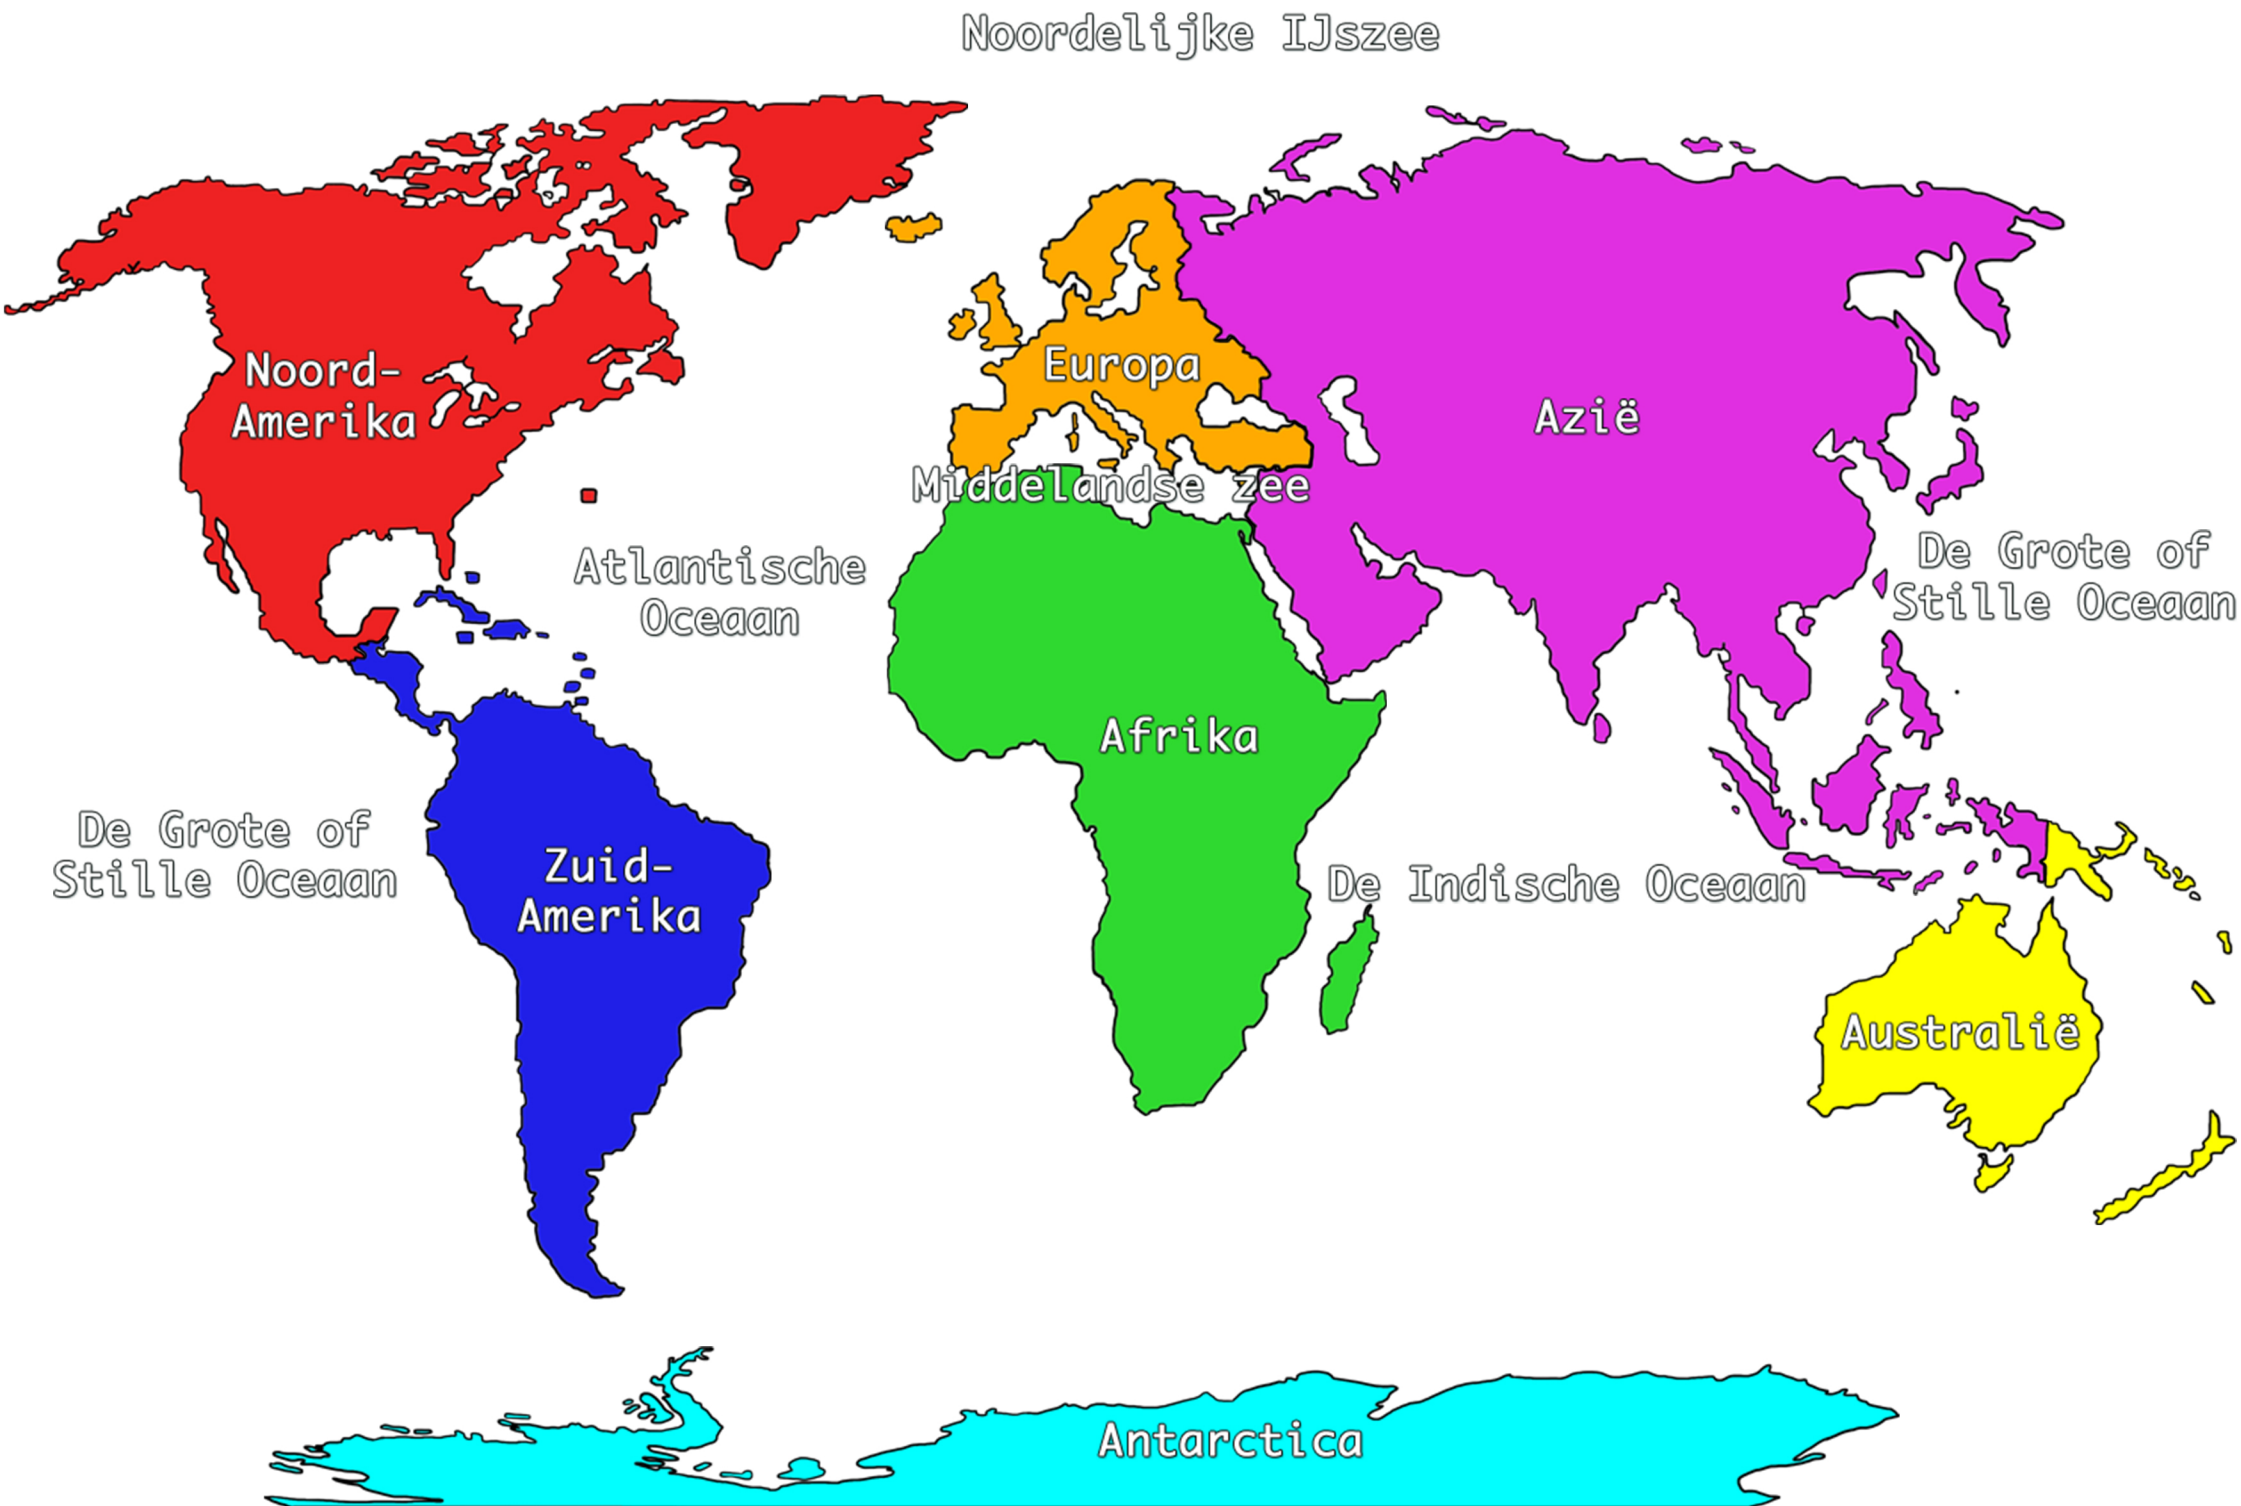 Noordelijke IJszee
Noord-
Amerika
Europa
Azië
Middelandse zee
Atlantische
Oceaan
De Grote of
Stille Oceaan
Afrika
De Grote of
Stille Oceaan
Zuid-
Amerika
De Indische Oceaan
Australië
Antarctica